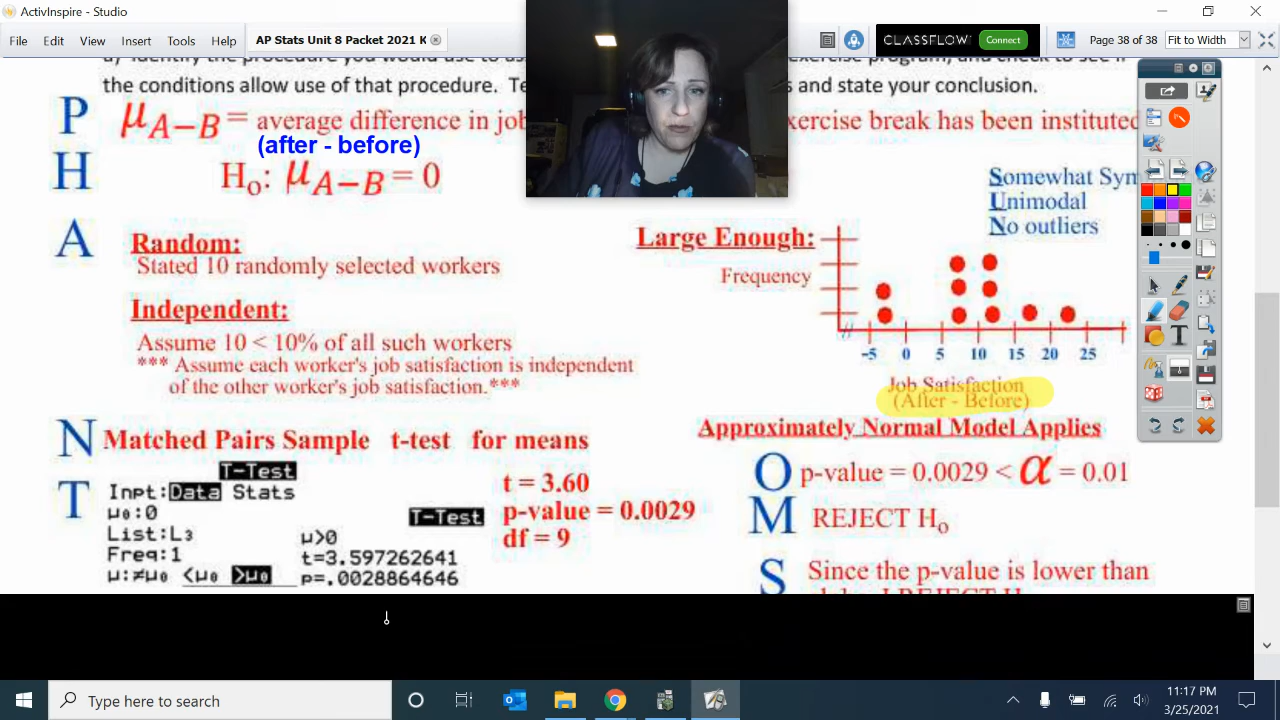 ActivInspire - Studio
File Edit View Insert Tools Help
AP Stats Unit 8 Packet 2021 K
CLASSFLOW Connect
Page 38 of 38
Fit to Width
the conditions allow use of that procedure.
s and state your conclusion.
P μA–B = average difference in job
xercise break has been instituted
(after - before)
H Ho: μA–B = 0
Somewhat Sym
Unimodal
No outliers
A Random:
Stated 10 randomly selected workers
Independent:
Assume 10 < 10% of all such workers
*** Assume each worker's job satisfaction is independent
of the other worker's job satisfaction.***
Large Enough:
Frequency
-5 0 5 10 15 20 25
Job Satisfaction
(After - Before)
Approximately Normal Model Applies
N Matched Pairs Sample t-test for means
T T-Test
Inpt:Data Stats
μ₀:0
List:L₃
Freq:1
μ:≠μ₀ <μ₀ >μ₀
T-Test
μ>0
t=3.597262641
p=.0028864646
t = 3.60
p-value = 0.0029
df = 9
O p-value = 0.0029 < α = 0.01
M REJECT Ho
S Since the p-value is lower than
Type here to search
11:17 PM
3/25/2021